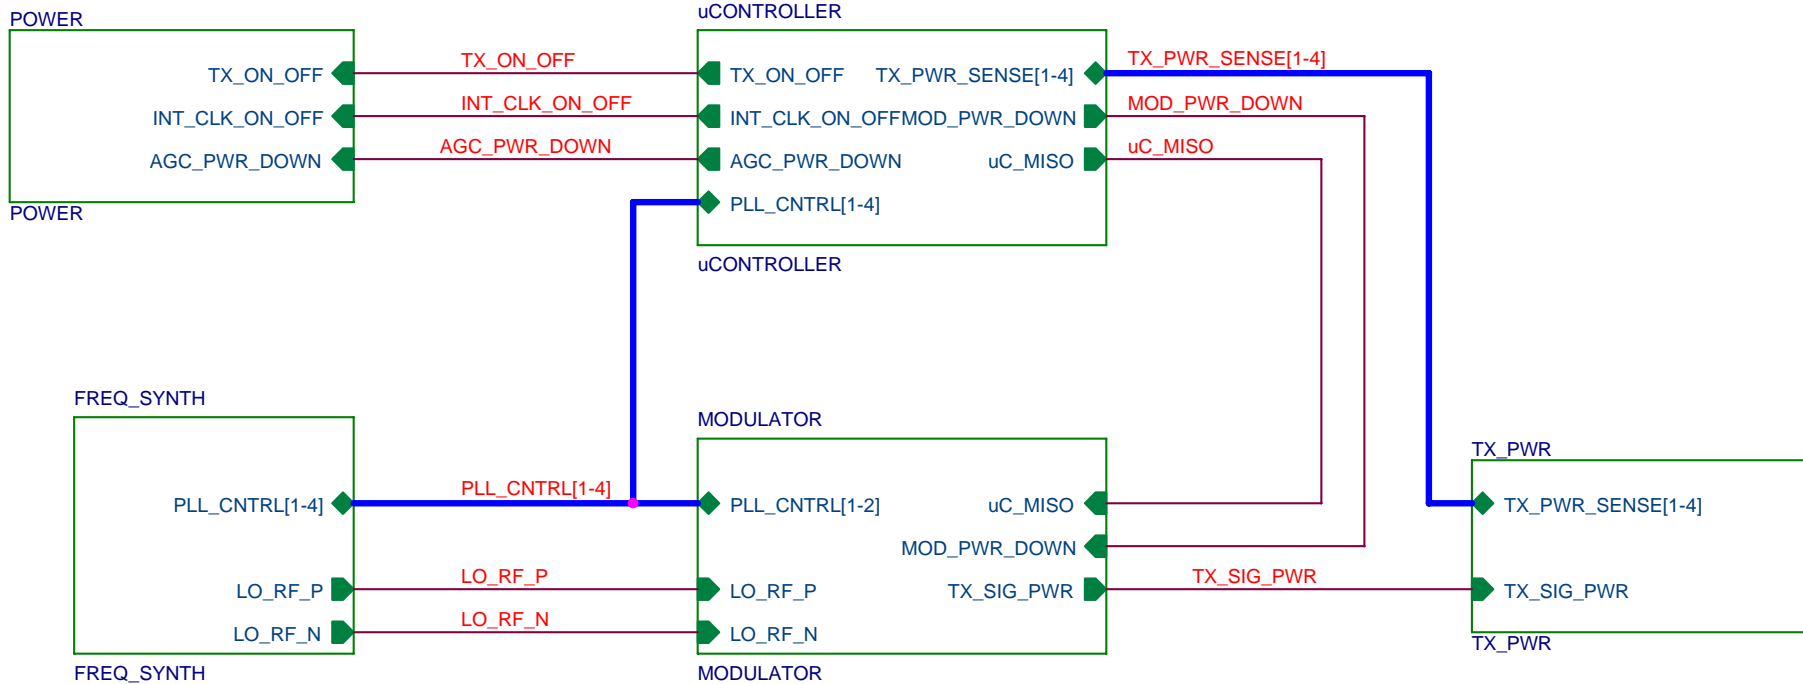 POWER
TX_ON_OFF
INT_CLK_ON_OFF
AGC_PWR_DOWN
POWER
TX_ON_OFF
INT_CLK_ON_OFF
AGC_PWR_DOWN
uCONTROLLER
TX_ON_OFF
TX_PWR_SENSE[1-4]
INT_CLK_ON_OFF
MOD_PWR_DOWN
AGC_PWR_DOWN
uC_MISO
PLL_CNTRL[1-4]
uCONTROLLER
TX_PWR_SENSE[1-4]
MOD_PWR_DOWN
uC_MISO
FREQ_SYNTH
PLL_CNTRL[1-4]
LO_RF_P
LO_RF_N
FREQ_SYNTH
PLL_CNTRL[1-4]
LO_RF_P
LO_RF_N
MODULATOR
PLL_CNTRL[1-2]
uC_MISO
MOD_PWR_DOWN
LO_RF_P
TX_SIG_PWR
LO_RF_N
MODULATOR
TX_SIG_PWR
TX_PWR
TX_PWR_SENSE[1-4]
TX_SIG_PWR
TX_PWR